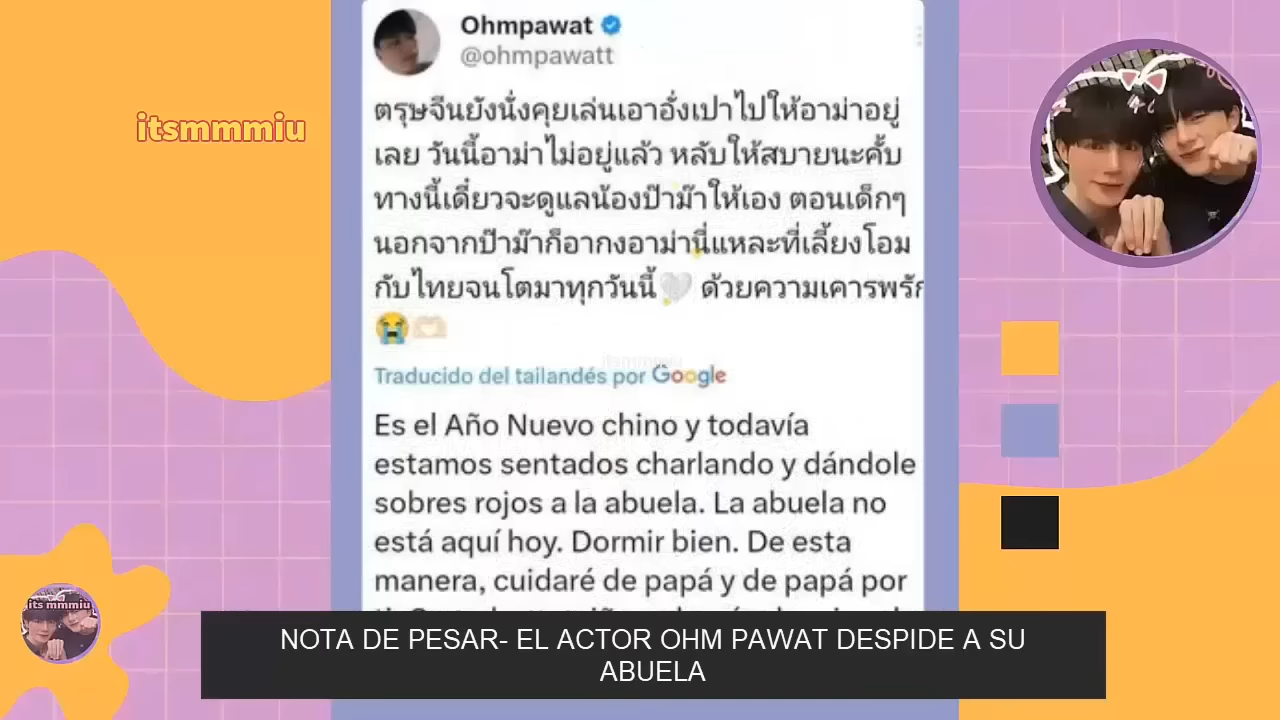 Ohmpawat
@ohmpawatt
itsmmmiu
ตรุษจีนยังนั่งคุยเล่นเอาอั่งเปาไปให้อาม่าอยู่
เลย วันนี้อาม่าไม่อยู่แล้ว หลับให้สบายนะคั้บ
ทางนี้เดี๋ยวจะดูแลน้องป๊าม๊าให้เอง ตอนเด็กๆ
นอกจากป๊าม๊าก็อากงอาม่านี่แหละที่เลี้ยงโอม
กับไทยจนโตมาทุกวันนี้🤍 ด้วยความเคารพรัก
😭🫶🏻
itsmmmiu
Traducido del tailandés por Google
Es el Año Nuevo chino y todavía
estamos sentados charlando y dándole
sobres rojos a la abuela. La abuela no
está aquí hoy. Dormir bien. De esta
manera, cuidaré de papá y de papá por
its mmmiu
NOTA DE PESAR- EL ACTOR OHM PAWAT DESPIDE A SU
ABUELA